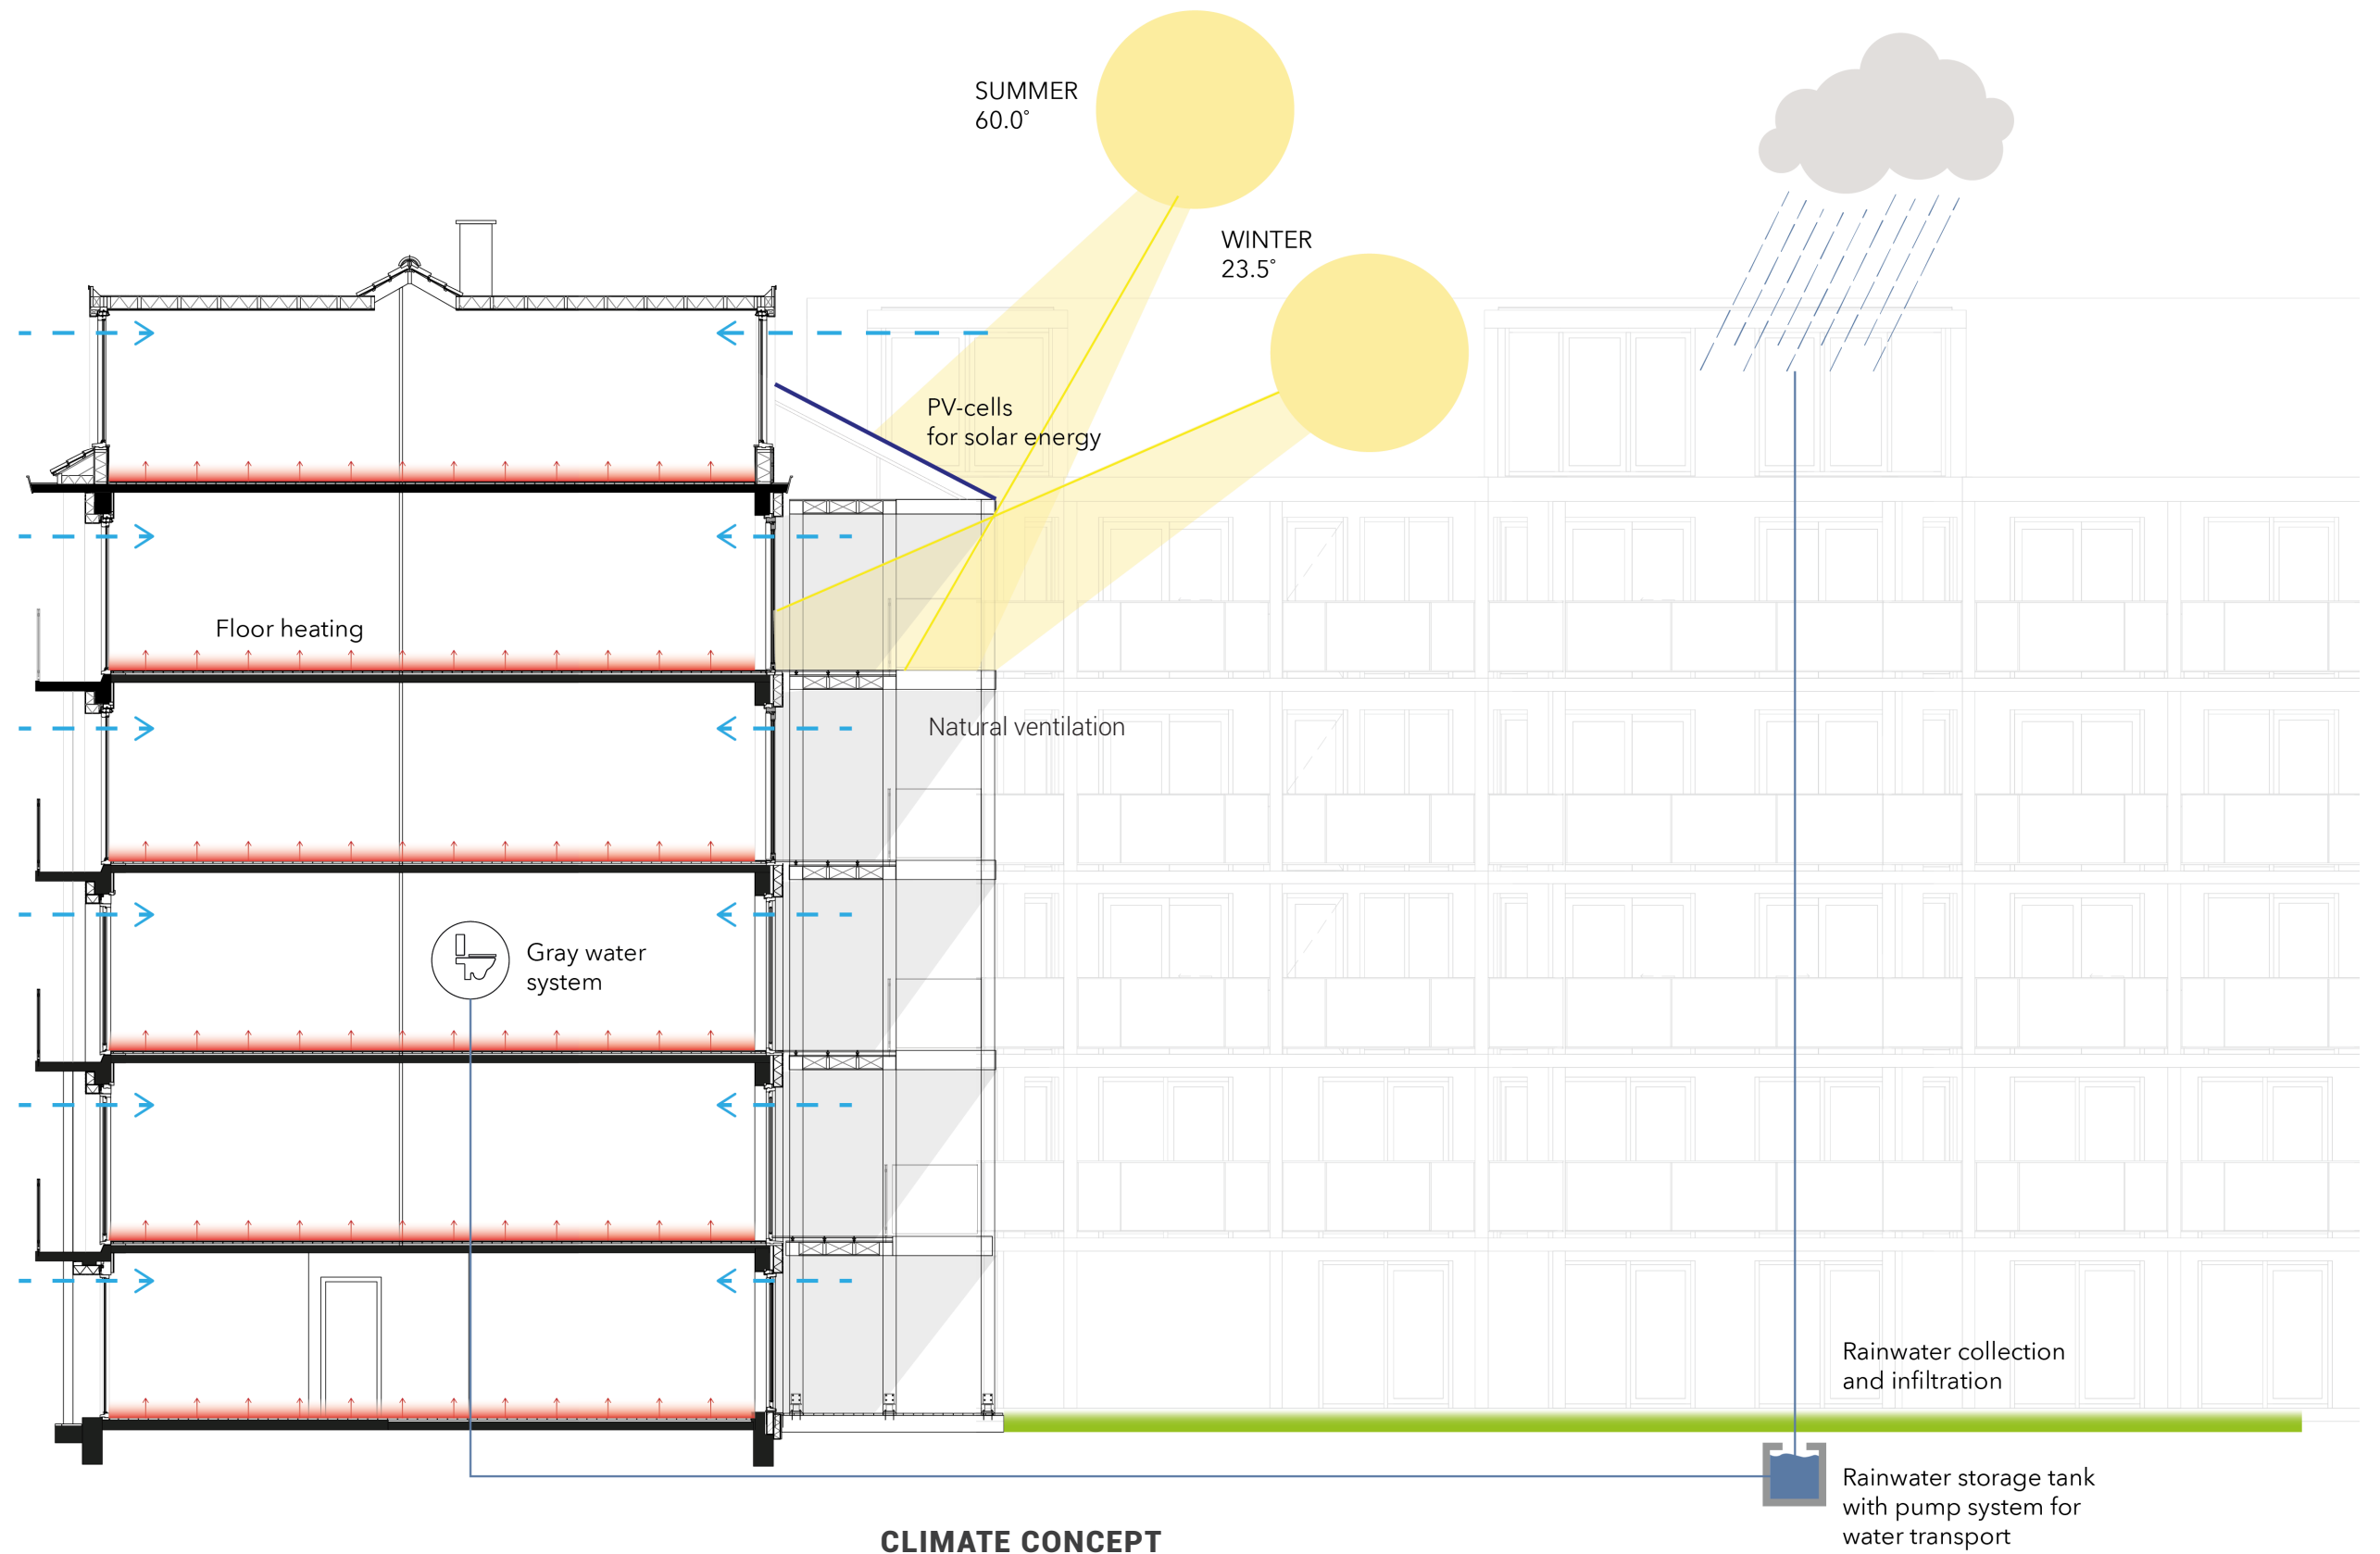 SUMMER
60.0°
WINTER
23.5°
PV-cells
for solar energy
Floor heating
Natural ventilation
Gray water
system
Rainwater collection
and infiltration
Rainwater storage tank
with pump system for
water transport
CLIMATE CONCEPT